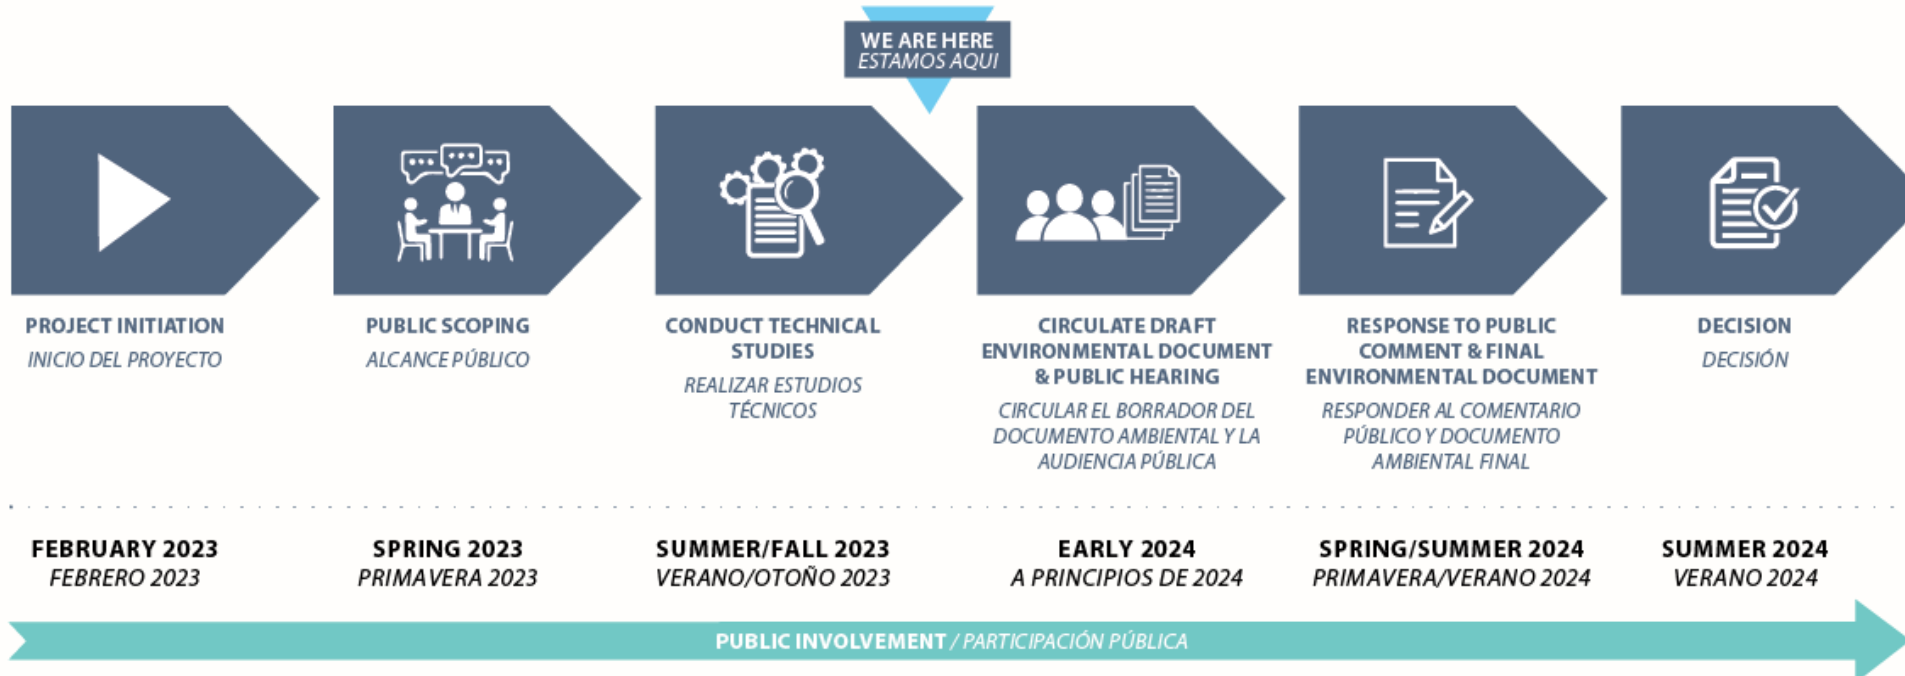 WE ARE HERE
ESTAMOS AQUI
PROJECT INITIATION
INICIO DEL PROYECTO
PUBLIC SCOPING
ALCANCE PÚBLICO
CONDUCT TECHNICAL
STUDIES
REALIZAR ESTUDIOS
TÉCNICOS
CIRCULATE DRAFT
ENVIRONMENTAL DOCUMENT
& PUBLIC HEARING
CIRCULAR EL BORRADOR DEL
DOCUMENTO AMBIENTAL Y LA
AUDIENCIA PÚBLICA
RESPONSE TO PUBLIC
COMMENT & FINAL
ENVIRONMENTAL DOCUMENT
RESPONDER AL COMENTARIO
PÚBLICO Y DOCUMENTO
AMBIENTAL FINAL
DECISION
DECISIÓN
FEBRUARY 2023
FEBRERO 2023
SPRING 2023
PRIMAVERA 2023
SUMMER/FALL 2023
VERANO/OTOÑO 2023
EARLY 2024
A PRINCIPIOS DE 2024
SPRING/SUMMER 2024
PRIMAVERA/VERANO 2024
SUMMER 2024
VERANO 2024
PUBLIC INVOLVEMENT / PARTICIPACIÓN PÚBLICA